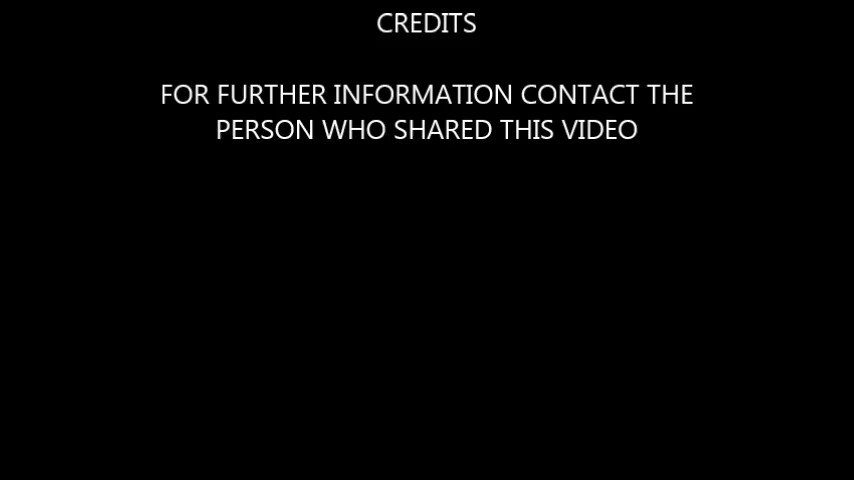 CREDITS
FOR FURTHER INFORMATION CONTACT THE
PERSON WHO SHARED THIS VIDEO